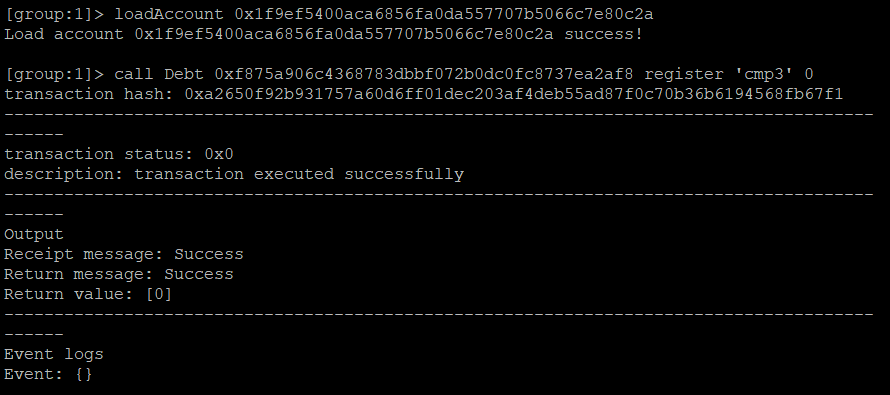 [group:1]> loadAccount 0x1f9ef5400aca6856fa0da557707b5066c7e80c2a
Load account 0x1f9ef5400aca6856fa0da557707b5066c7e80c2a success!
[group:1]> call Debt 0xf875a906c4368783dbbf072b0dc0fc8737ea2af8 register 'cmp3' 0
transaction hash: 0xa2650f92b931757a60d6ff01dec203af4deb55ad87f0c70b36b6194568fb67f1
---------------------------------------------------------------------------------------
------
transaction status: 0x0
description: transaction executed successfully
---------------------------------------------------------------------------------------
------
Output
Receipt message: Success
Return message: Success
Return value: [0]
---------------------------------------------------------------------------------------
------
Event logs
Event: {}